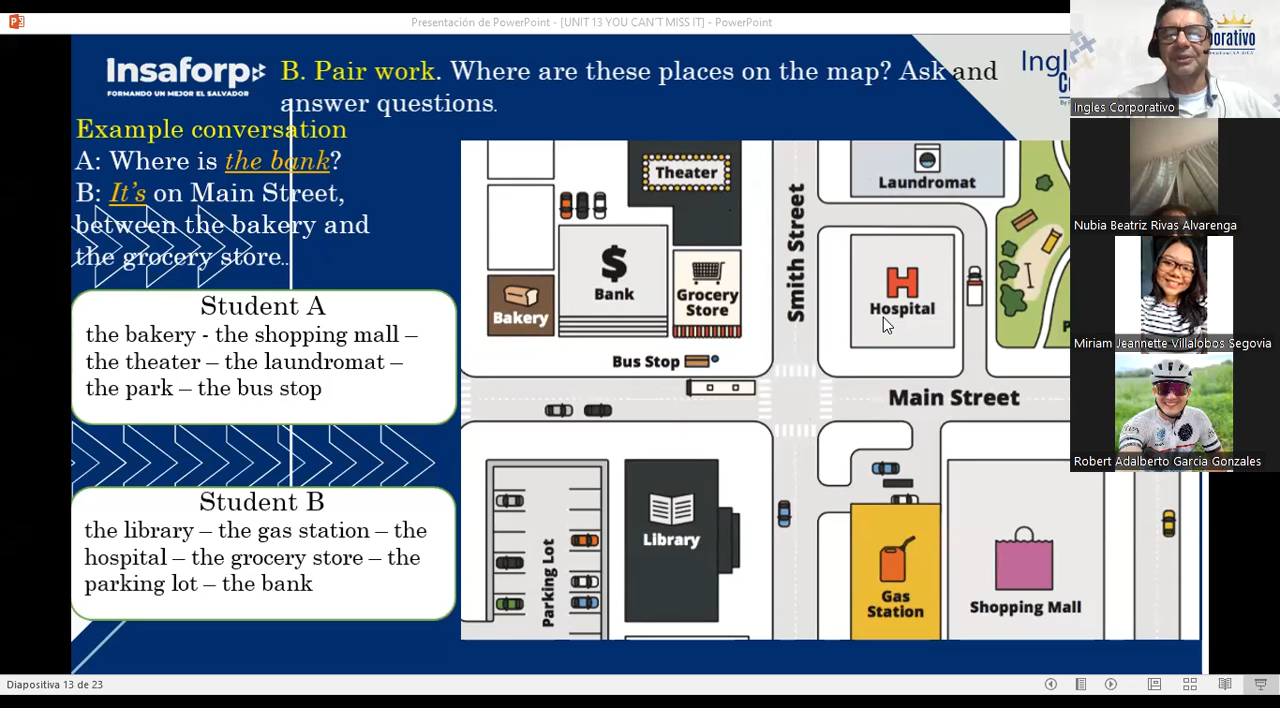 Presentación de PowerPoint - [UNIT 13 YOU CAN'T MISS IT] - PowerPoint
Insaforp
FORMANDO UN MEJOR EL SALVADOR
B. Pair work. Where are these places on the map? Ask and
answer questions.
Example conversation
A: Where is the bank?
B: It's on Main Street,
between the bakery and
the grocery store..
Student A
the bakery - the shopping mall –
the theater – the laundromat –
the park – the bus stop
Student B
the library – the gas station – the
hospital – the grocery store – the
parking lot – the bank
Theater
Laundromat
Smith Street
$
Bank
Bakery
Grocery
Store
H
Hospital
Bus Stop
Main Street
Parking Lot
Library
Gas
Station
Shopping Mall
Ingles Corporativo
Nubia Beatriz Rivas Alvarenga
Miriam Jeannette Villalobos Segovia
Robert Adalberto Garcia Gonzales
Diapositiva 13 de 23